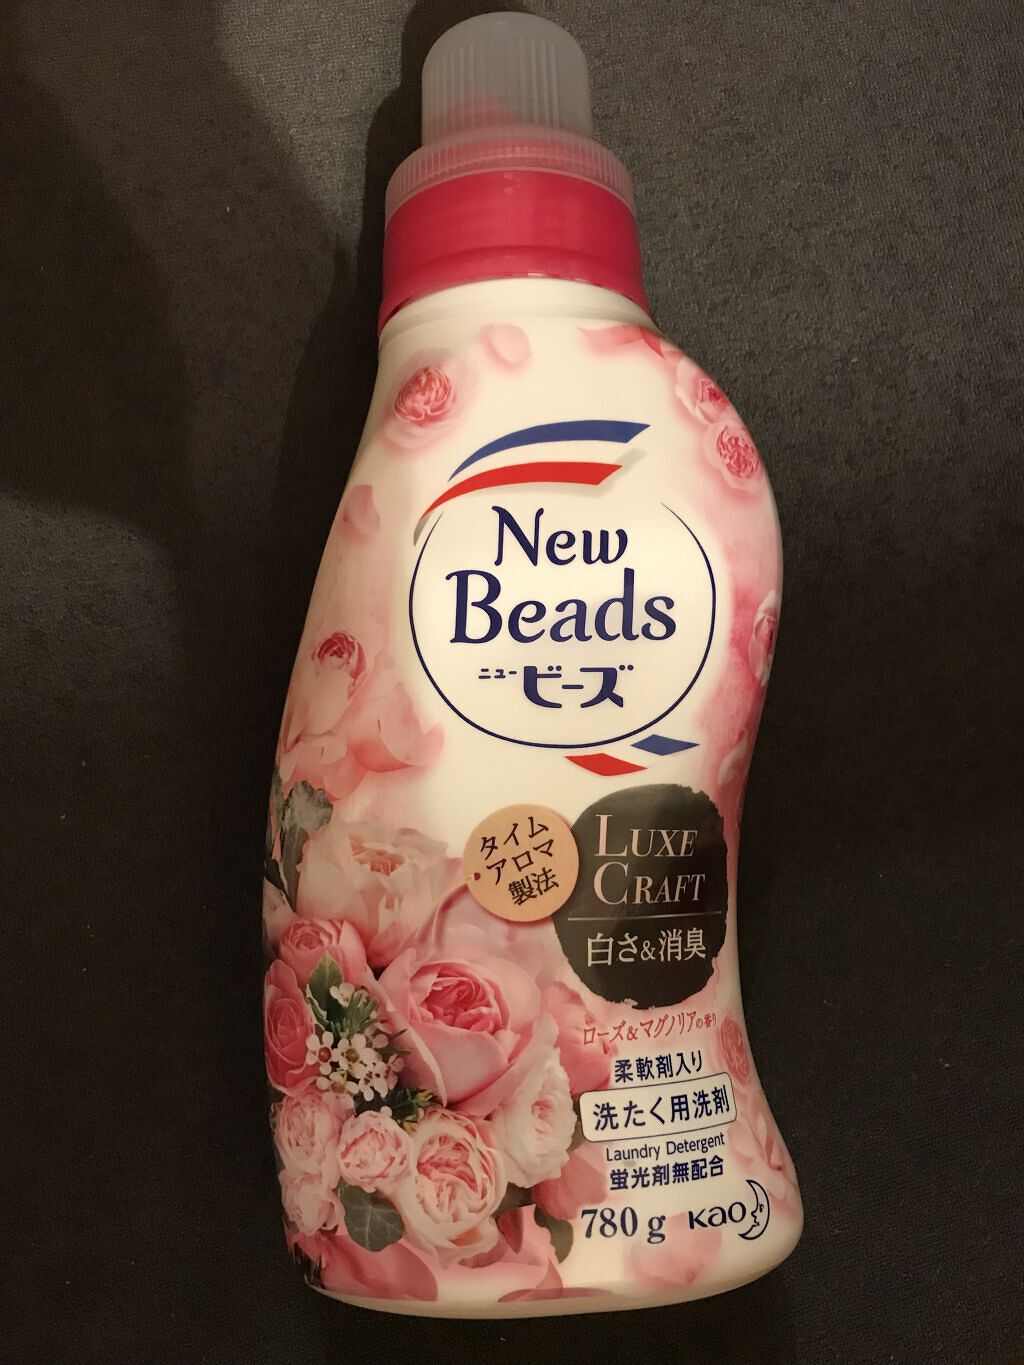 New
Beads
ニュービーズ
タイム
アロマ
製法
LUXE
CRAFT
白さ&消臭
ローズ&マグノリアの香り
柔軟剤入り
洗たく用洗剤
Laundry Detergent
蛍光剤無配合
780 g
Kao